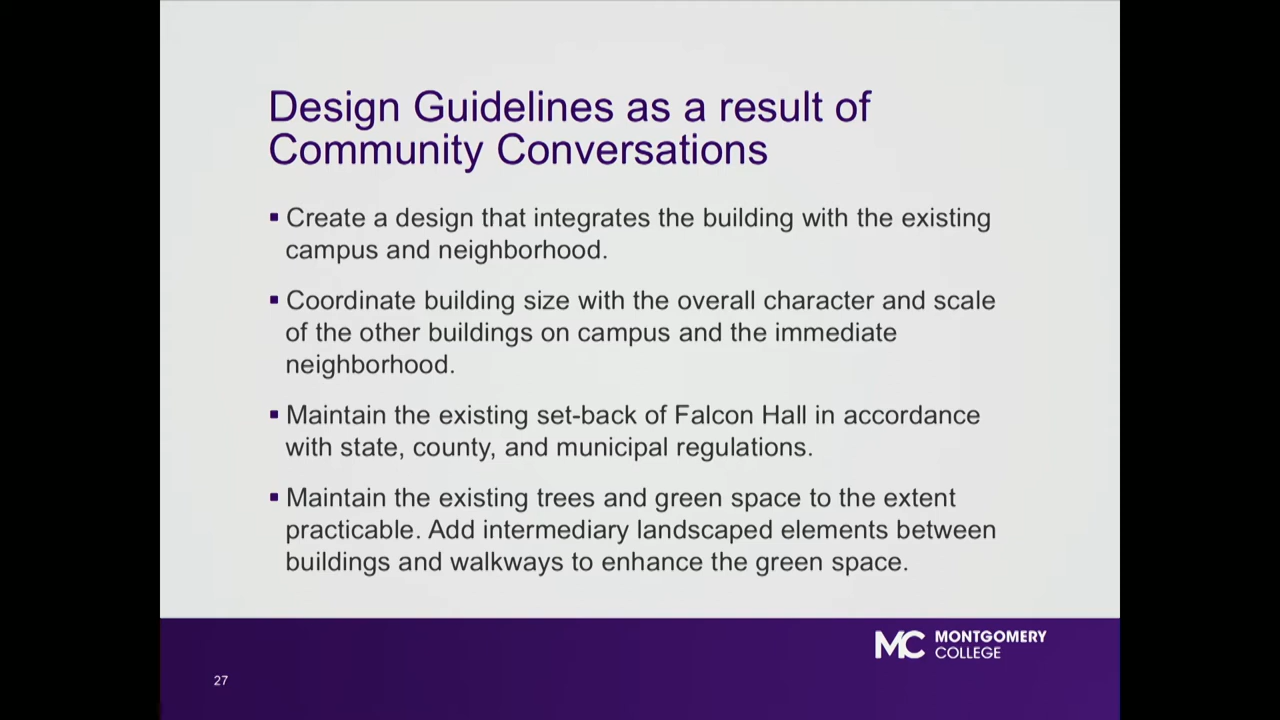 Design Guidelines as a result of
Community Conversations
▪ Create a design that integrates the building with the existing
campus and neighborhood.
▪ Coordinate building size with the overall character and scale
of the other buildings on campus and the immediate
neighborhood.
▪ Maintain the existing set-back of Falcon Hall in accordance
with state, county, and municipal regulations.
▪ Maintain the existing trees and green space to the extent
practicable. Add intermediary landscaped elements between
buildings and walkways to enhance the green space.
MC MONTGOMERY
COLLEGE
27